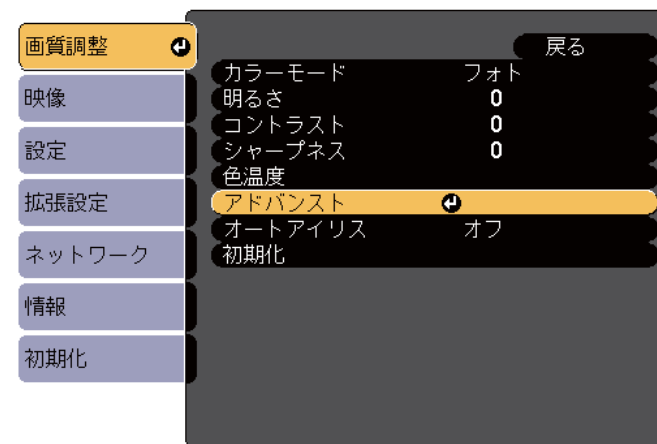 画質調整
映像
設定
拡張設定
ネットワーク
情報
初期化
戻る
カラーモード フォト
明るさ 0
コントラスト 0
シャープネス 0
色温度
アドバンスト
オートアイリス オフ
初期化